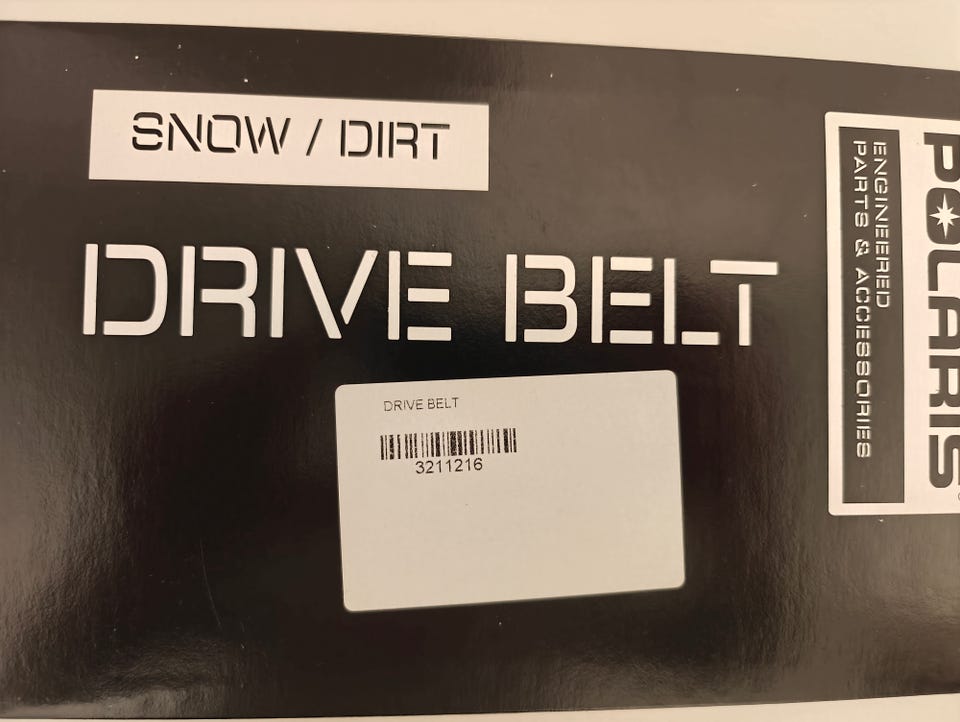 SNOW / DIRT
DRIVE BELT
DRIVE BELT
3211216
POLARIS
ENGINEERED
PARTS & ACCESSORIES